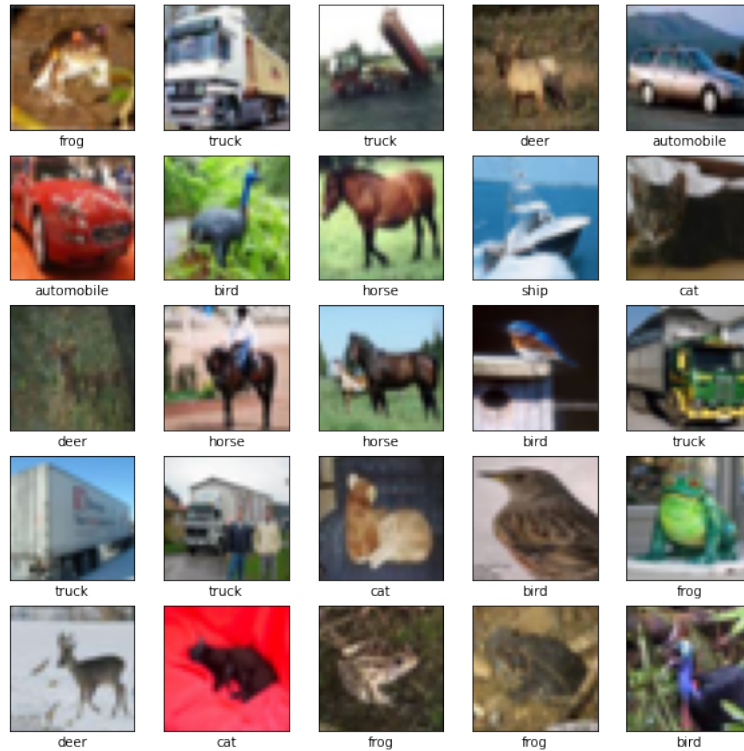 frog truck truck deer automobile
automobile bird horse ship cat
deer horse horse bird truck
truck truck cat bird frog
deer cat frog frog bird